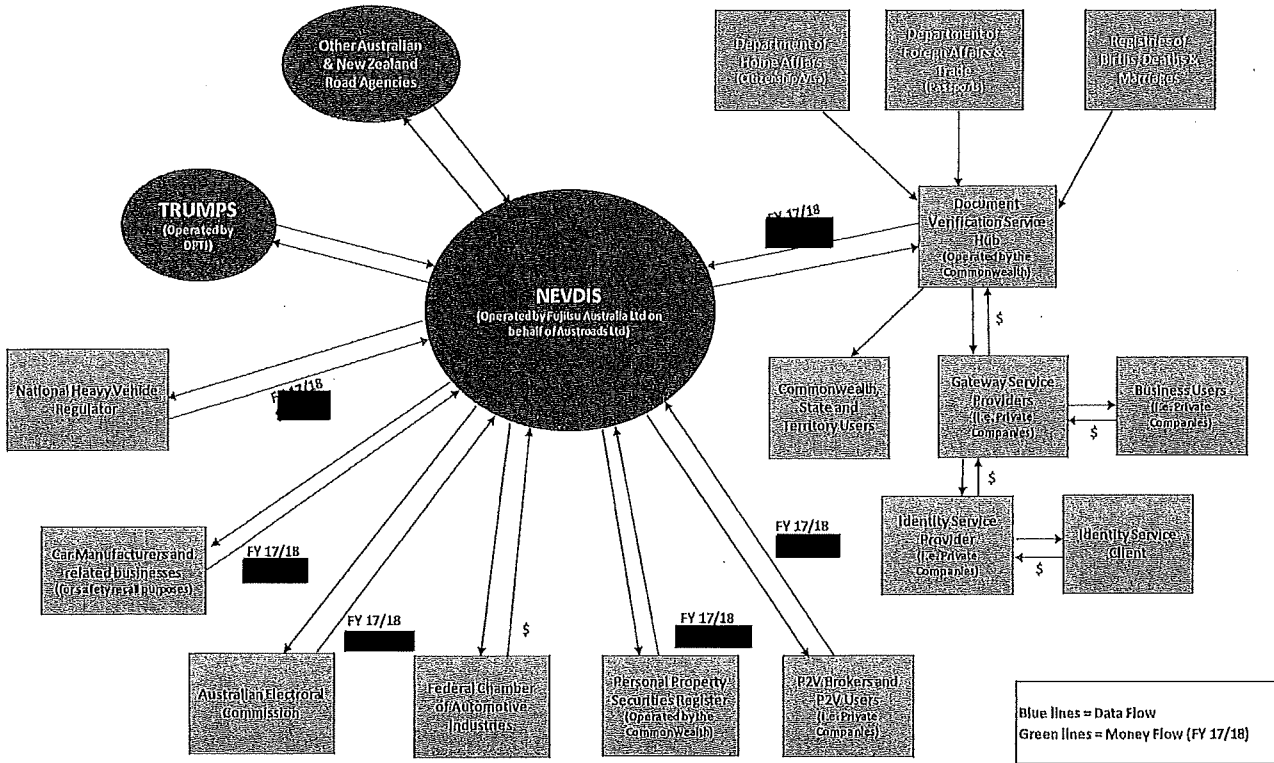 Other Australian
& New Zealand
Road Agencies
Department of
Home Affairs
(Citizenship/Visa)
Department of
Foreign Affairs &
Trade
(Passports)
Registries of
Births, Deaths &
Marriages
TRUMPS
(Operated by
DPTI)
FY 17/18
Document
Verification Service
Hub
(Operated by the
Commonwealth)
NEVDIS
(Operated by Fujitsu Australia Ltd on
behalf of Austroads Ltd)
$
National Heavy Vehicle
Regulator
FY 17/18
Commonwealth,
State and
Territory Users
Gateway Service
Providers
(i.e. Private
Companies)
$
Business Users
(i.e. Private
Companies)
$
Car Manufacturers and
related businesses
(for safety recall purposes)
FY 17/18
FY 17/18
Identity Service
Provider
(i.e. Private
Companies)
$
Identity Service
Client
FY 17/18
$
FY 17/18
Australian Electroral
Commission
Federal Chamber
of Automotive
Industries
Personal Property
Securities Register
(Operated by the
Commonwealth)
P2V Brokers and
P2V Users
(i.e. Private
Companies)
Blue lines = Data Flow
Green lines = Money Flow (FY 17/18)